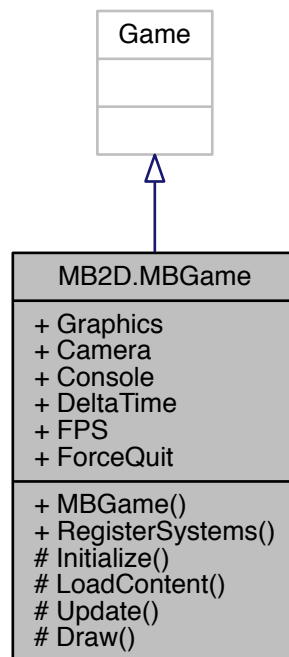 Game
MB2D.MBGame
+ Graphics
+ Camera
+ Console
+ DeltaTime
+ FPS
+ ForceQuit
+ MBGame()
+ RegisterSystems()
# Initialize()
# LoadContent()
# Update()
# Draw()